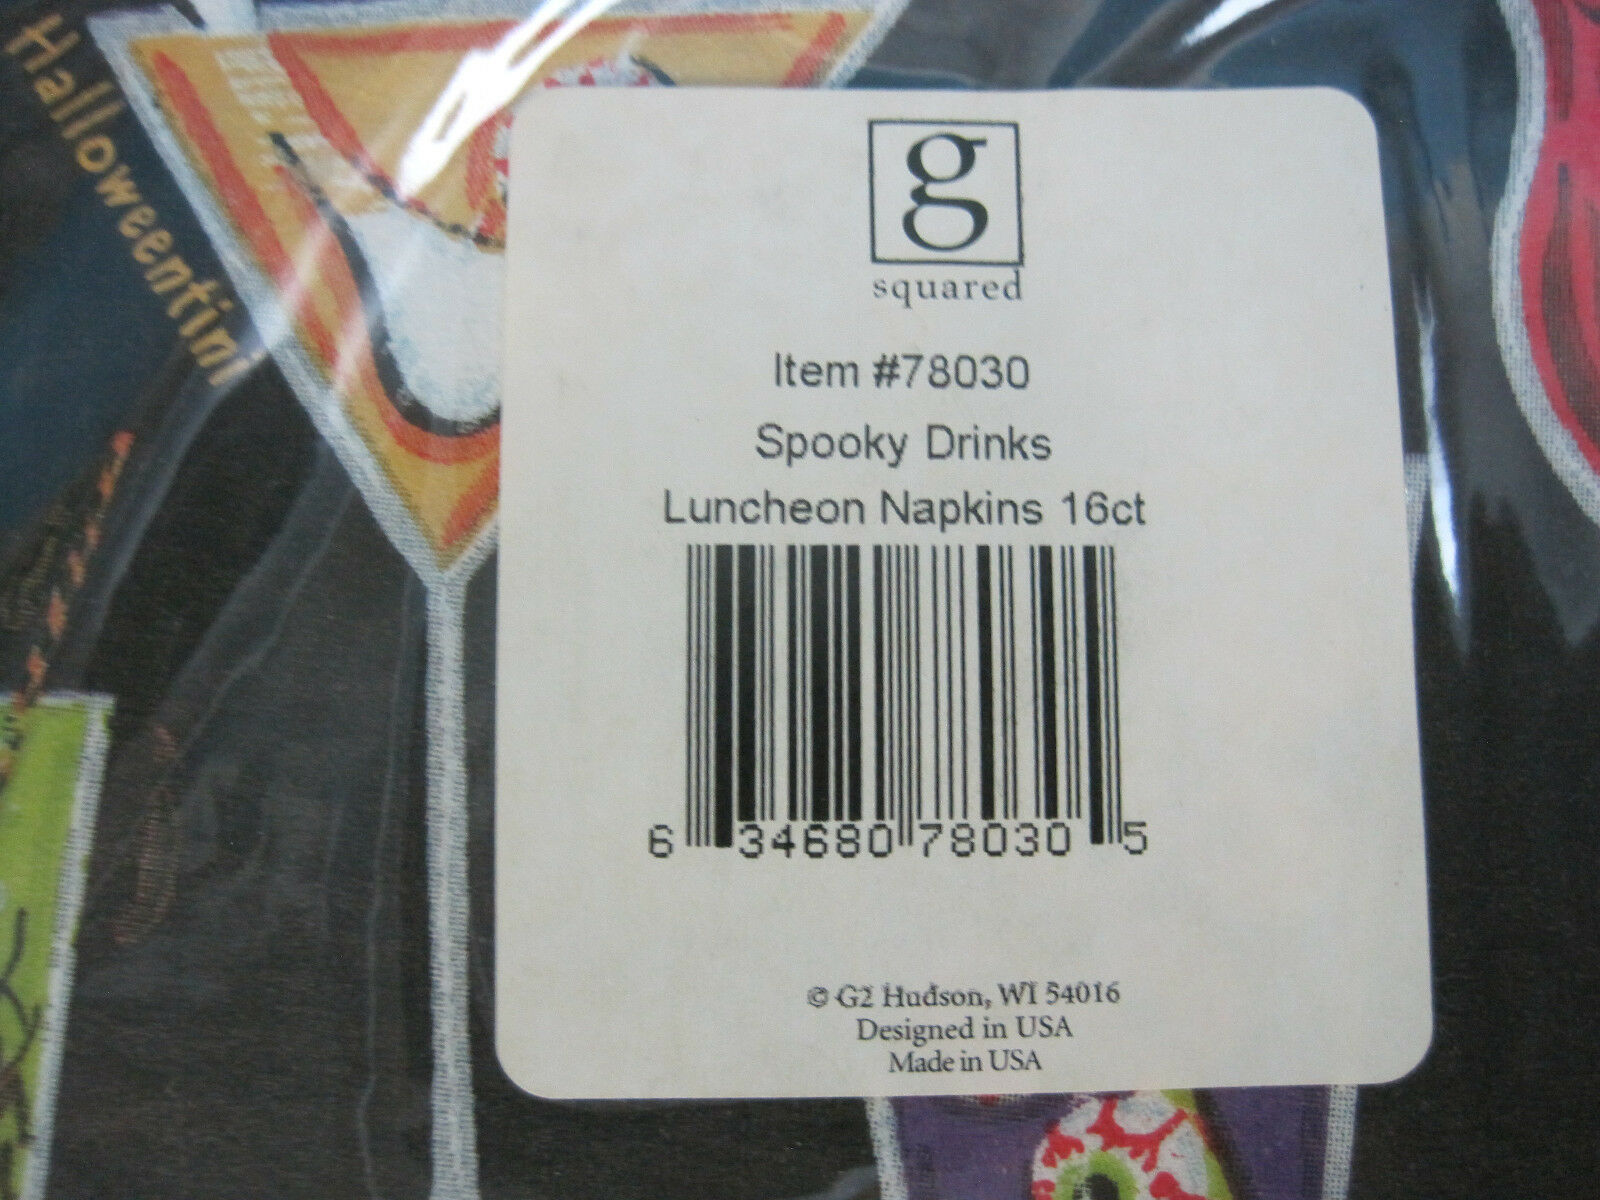 Halloweentini
g
squared
Item #78030
Spooky Drinks
Luncheon Napkins 16ct
6 34680 78030 5
© G2 Hudson, WI 54016
Designed in USA
Made in USA